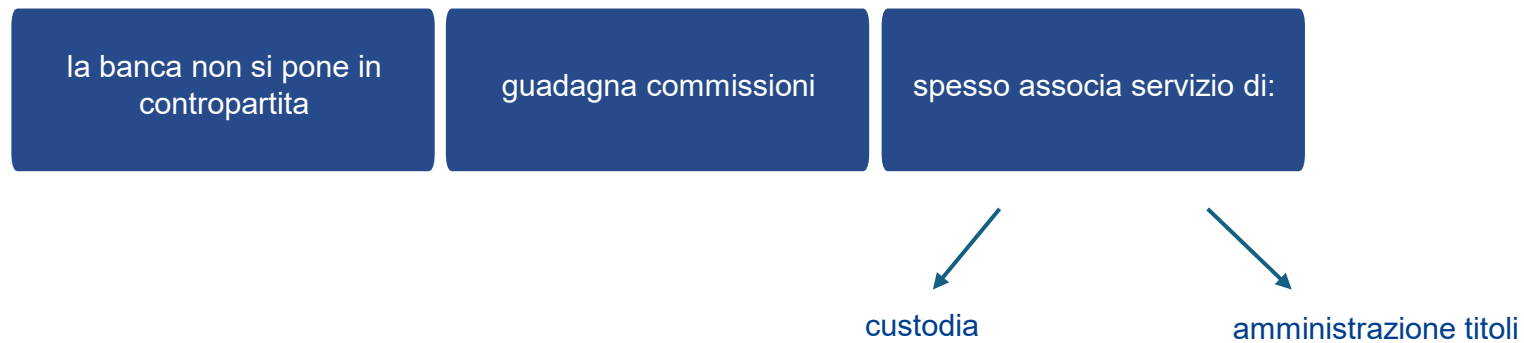 la banca non si pone in
contropartita
guadagna commissioni
spesso associa servizio di:
custodia
amministrazione titoli